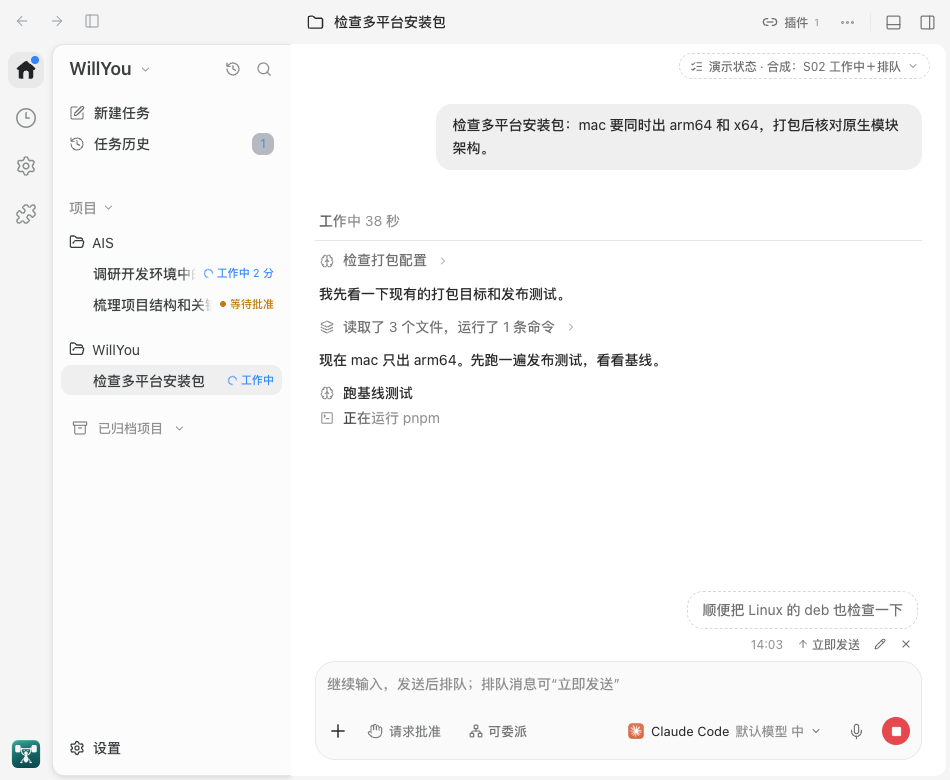 检查多平台安装包
插件 1
WillYou
演示状态 · 合成：S02 工作中＋排队
新建任务
任务历史 1
检查多平台安装包：mac 要同时出 arm64 和 x64，打包后核对原生模块
架构。
项目
AIS
调研开发环境中 工作中 2 分
梳理项目结构和关 等待批准
WillYou
检查多平台安装包 工作中
已归档项目
工作中 38 秒
检查打包配置
我先看一下现有的打包目标和发布测试。
读取了 3 个文件，运行了 1 条命令
现在 mac 只出 arm64。先跑一遍发布测试，看看基线。
跑基线测试
正在运行 pnpm
顺便把 Linux 的 deb 也检查一下
14:03 立即发送
继续输入，发送后排队；排队消息可“立即发送”
请求批准 可委派 Claude Code 默认模型 中
设置